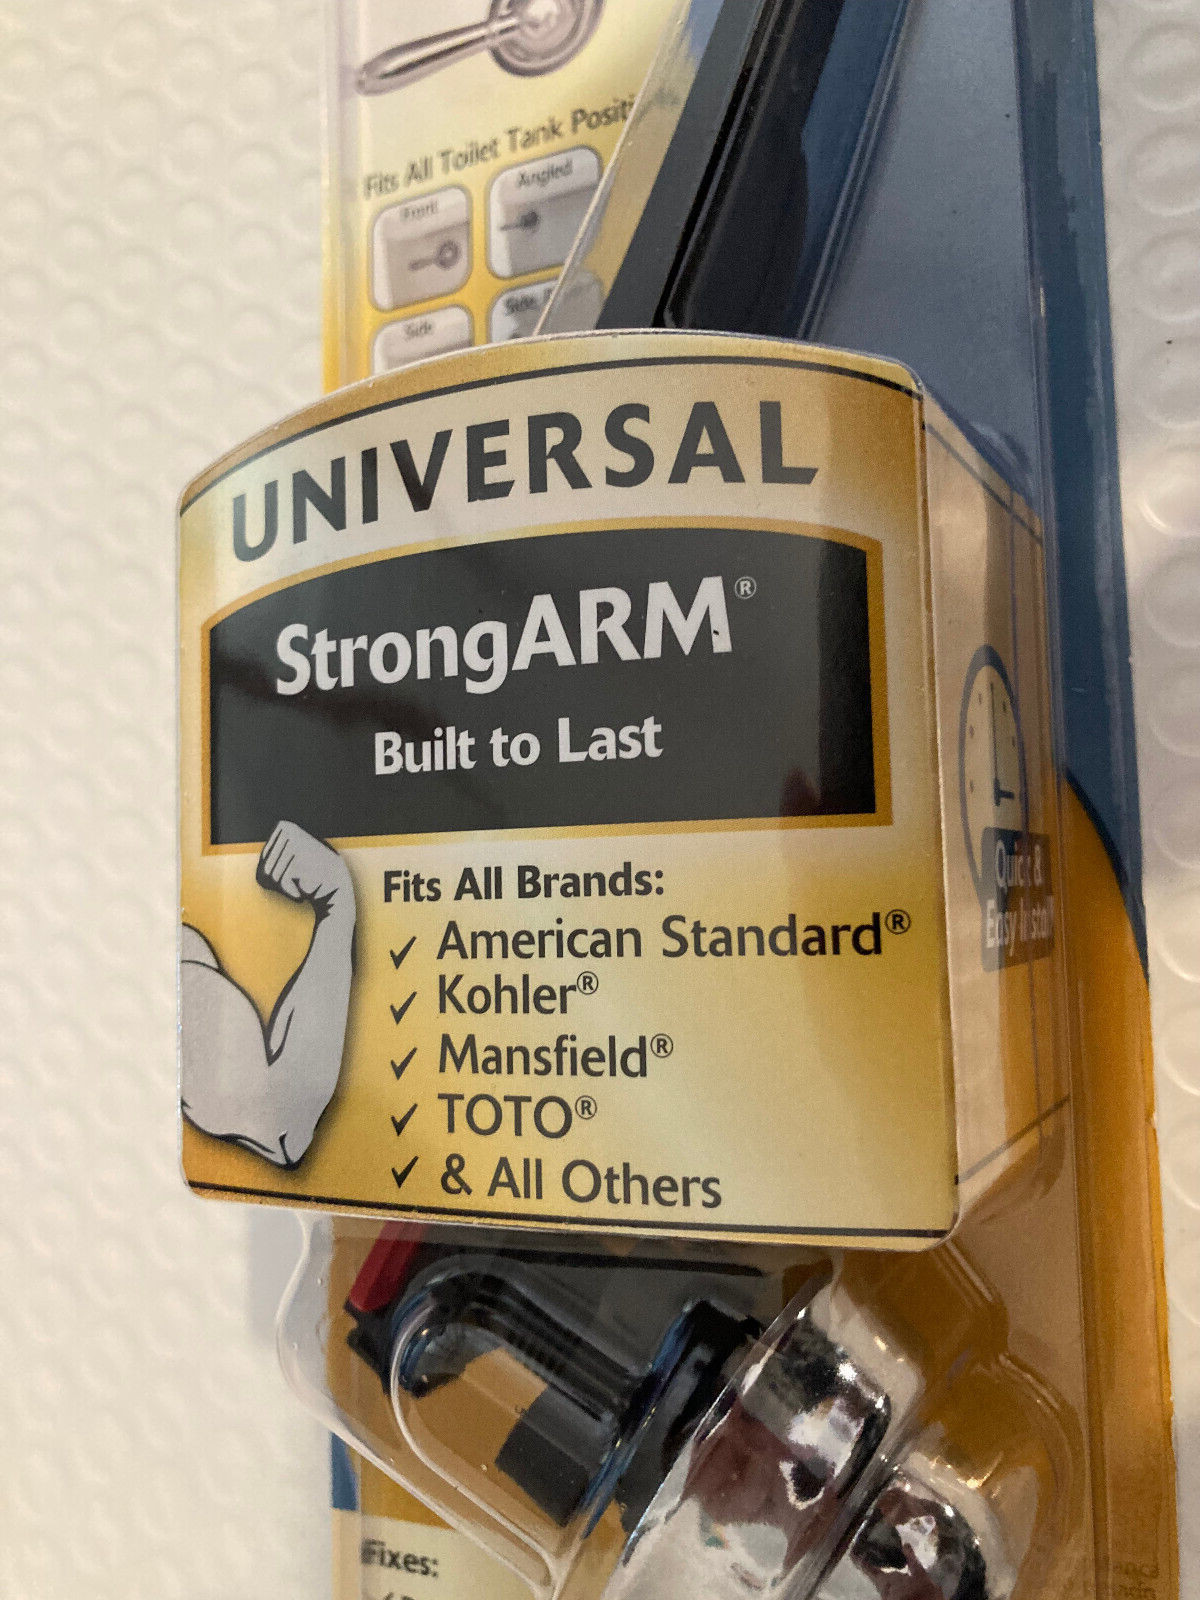 Fits All Toilet Tank
Front
Angled
Side
UNIVERSAL
StrongARM®
Built to Last
Fits All Brands:
✓ American Standard®
✓ Kohler®
✓ Mansfield®
✓ TOTO®
✓ & All Others
Quick &
Easy Install
Fixes: